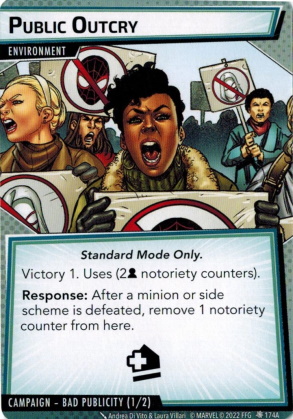 PUBLIC OUTCRY
ENVIRONMENT
Standard Mode Only.
Victory 1. Uses (2 notoriety counters).
Response: After a minion or side
scheme is defeated, remove 1 notoriety
counter from here.
CAMPAIGN – BAD PUBLICITY (1/2)
Andrea Di Vito & Laura Villari © MARVEL © 2022 FFG 174A